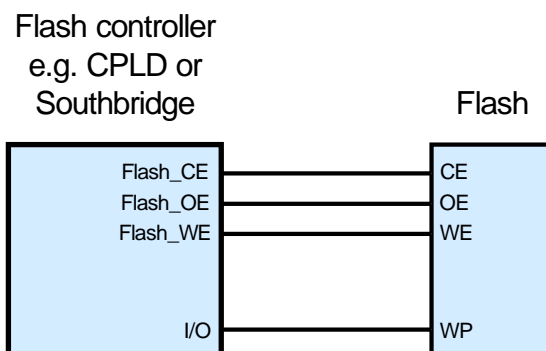 Flash controller
e.g. CPLD or
Southbridge
Flash
Flash_CE
CE
Flash_OE
OE
Flash_WE
WE
I/O
WP